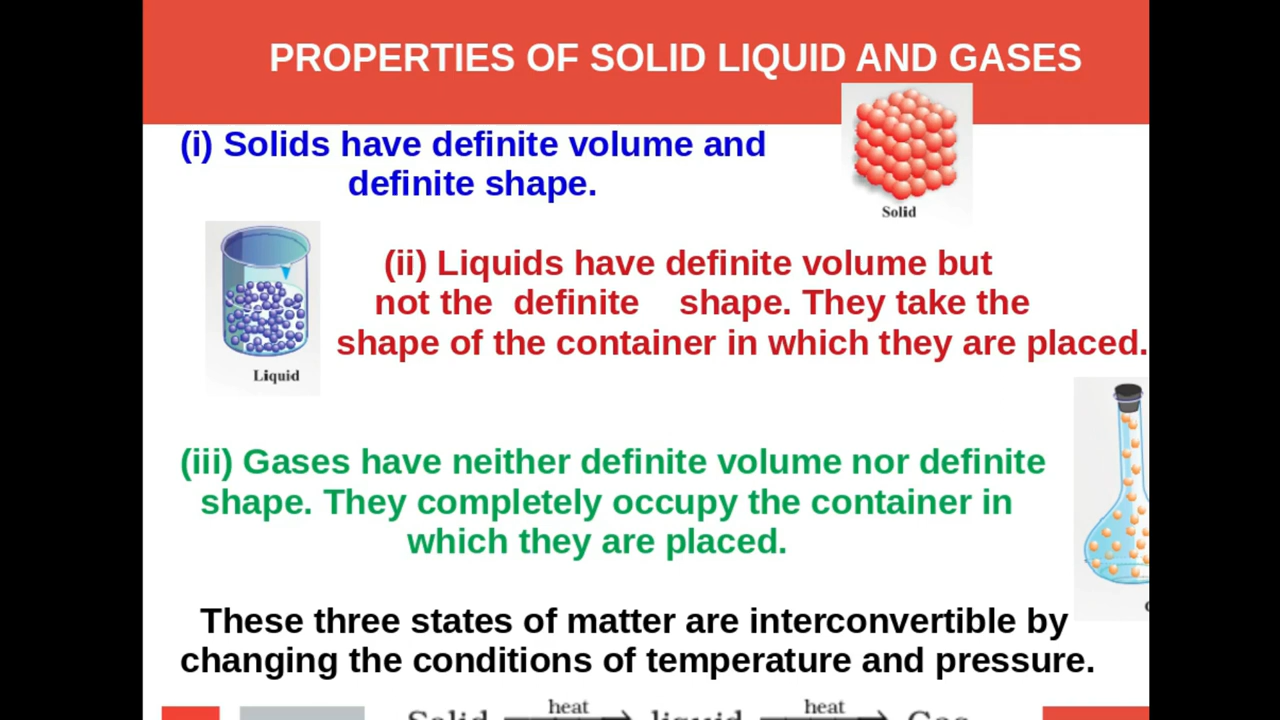 PROPERTIES OF SOLID LIQUID AND GASES
(i) Solids have definite volume and
definite shape.
Solid
(ii) Liquids have definite volume but
not the definite shape. They take the
shape of the container in which they are placed.
Liquid
(iii) Gases have neither definite volume nor definite
shape. They completely occupy the container in
which they are placed.
These three states of matter are interconvertible by
changing the conditions of temperature and pressure.
heat heat
Solid liquid Gas